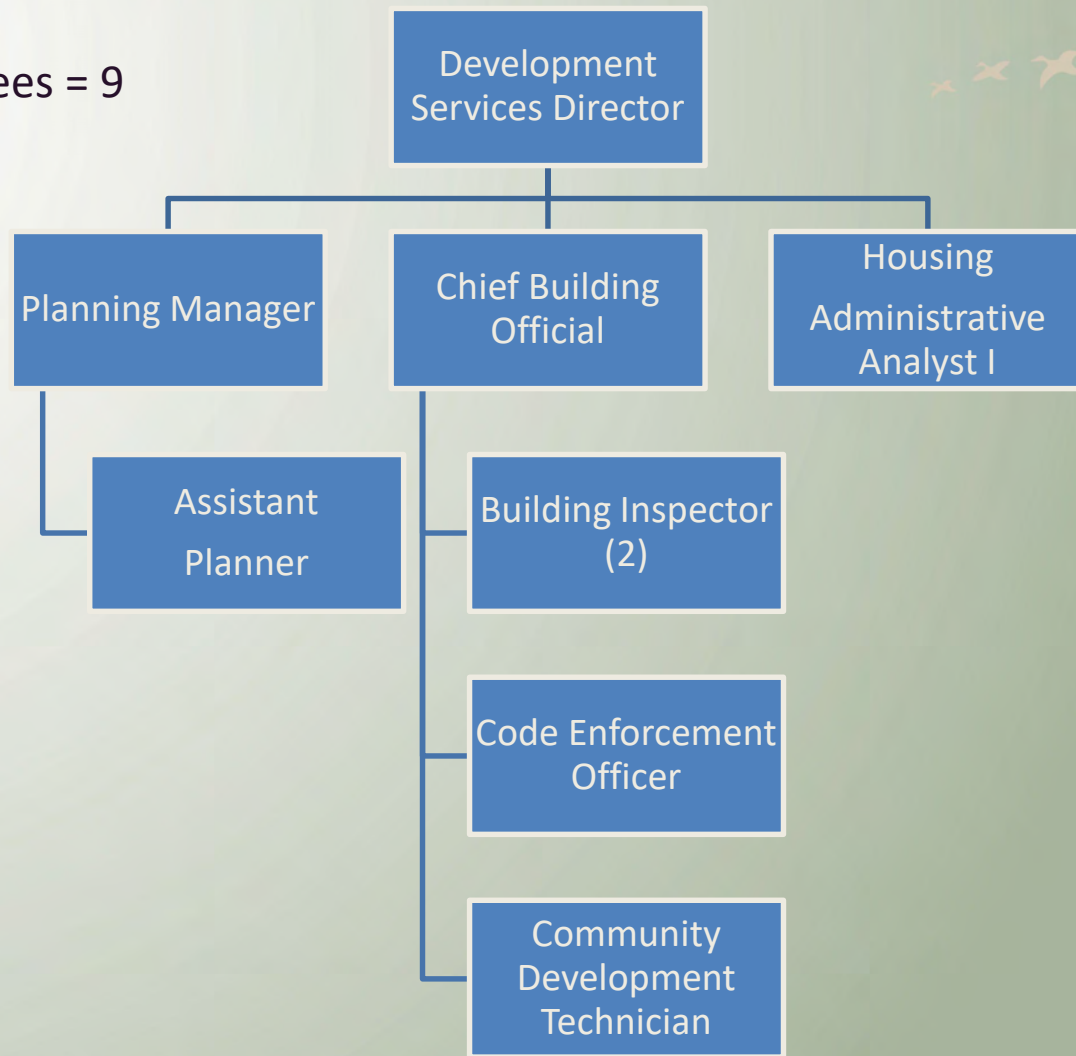 ees = 9
Development
Services Director
Planning Manager
Chief Building
Official
Housing
Administrative
Analyst I
Assistant
Planner
Building Inspector
(2)
Code Enforcement
Officer
Community
Development
Technician